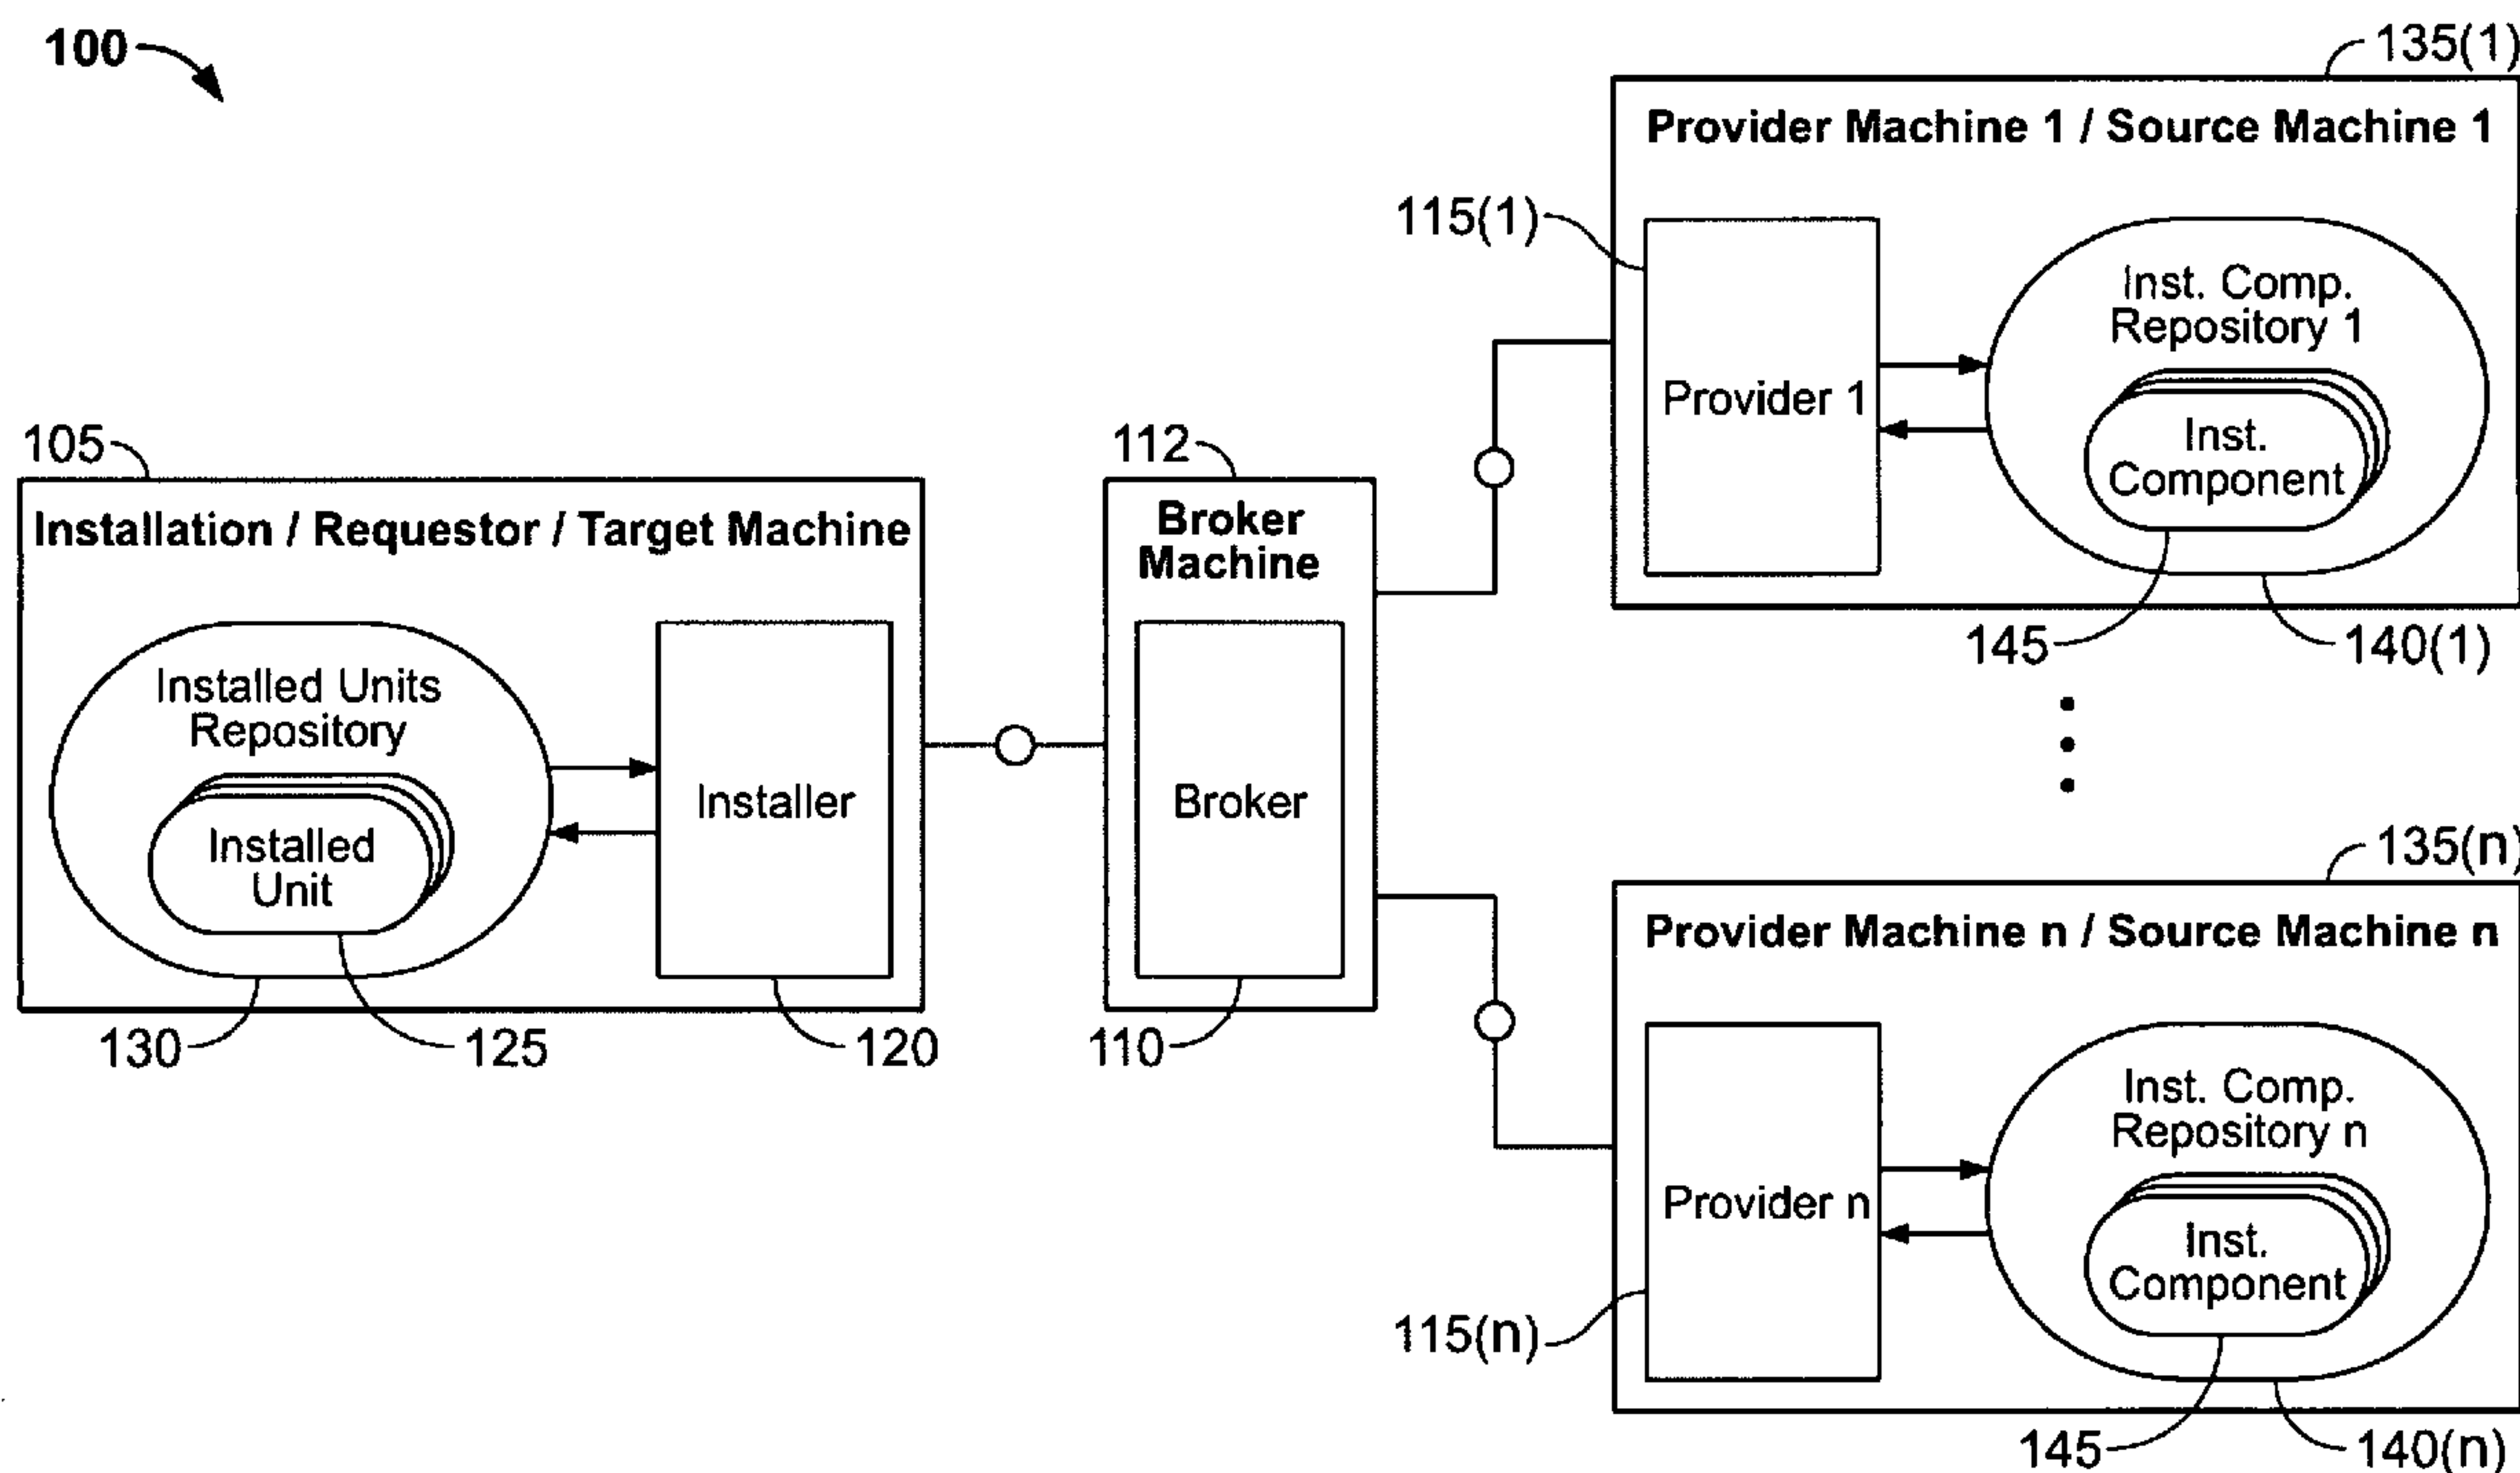 100
135(1)
Provider Machine 1 / Source Machine 1
115(1)
Provider 1
Inst. Comp.
Repository 1
Inst.
Component
145
140(1)
105
Installation / Requestor / Target Machine
Installed Units
Repository
Installed
Unit
Installer
130
125
120
112
Broker
Machine
Broker
110
135(n)
Provider Machine n / Source Machine n
115(n)
Provider n
Inst. Comp.
Repository n
Inst.
Component
145
140(n)